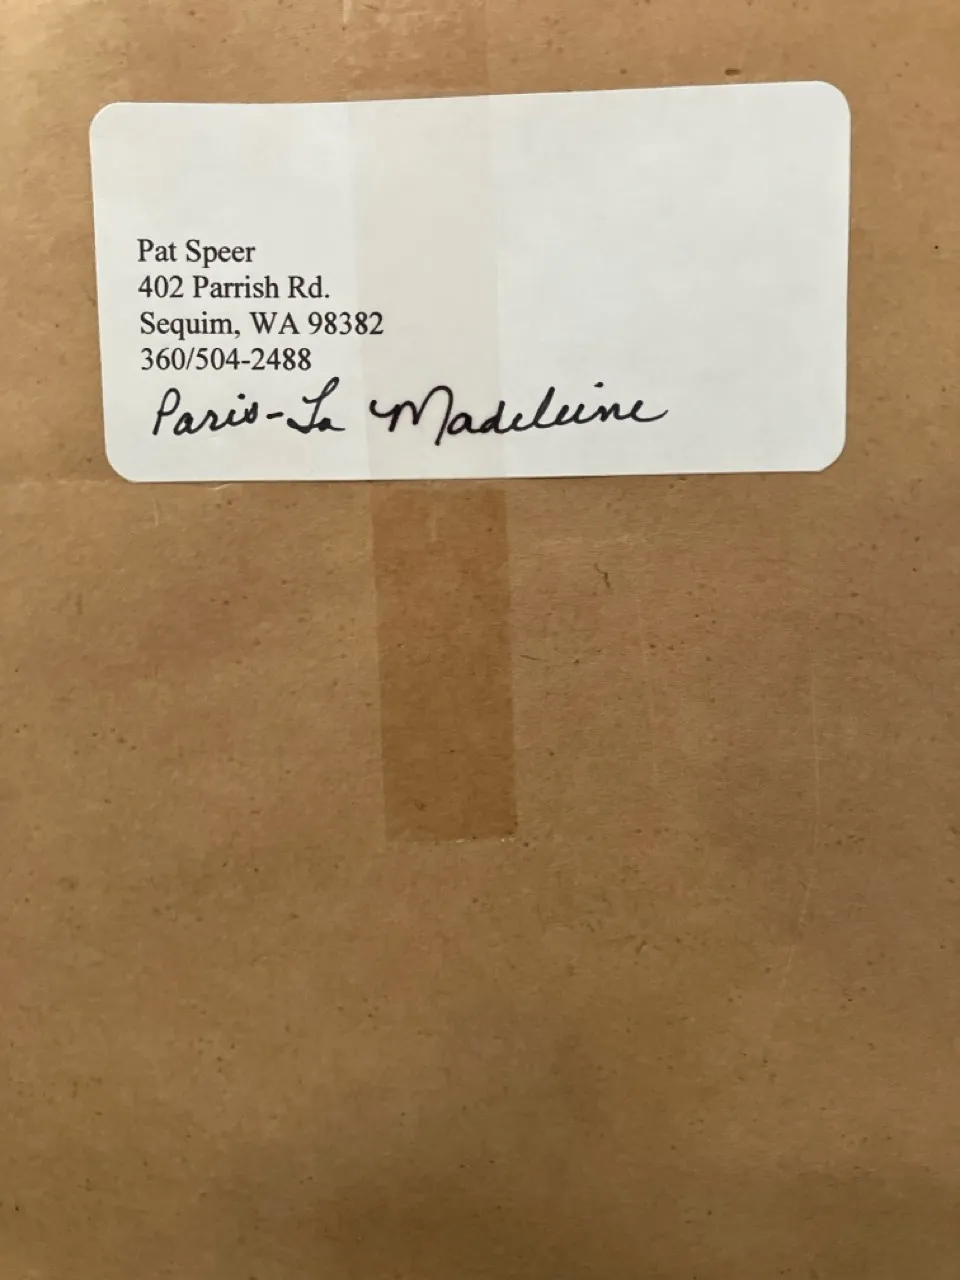 Pat Speer
402 Parrish Rd.
Sequim, WA 98382
360/504-2488
Paris-La Madeleine